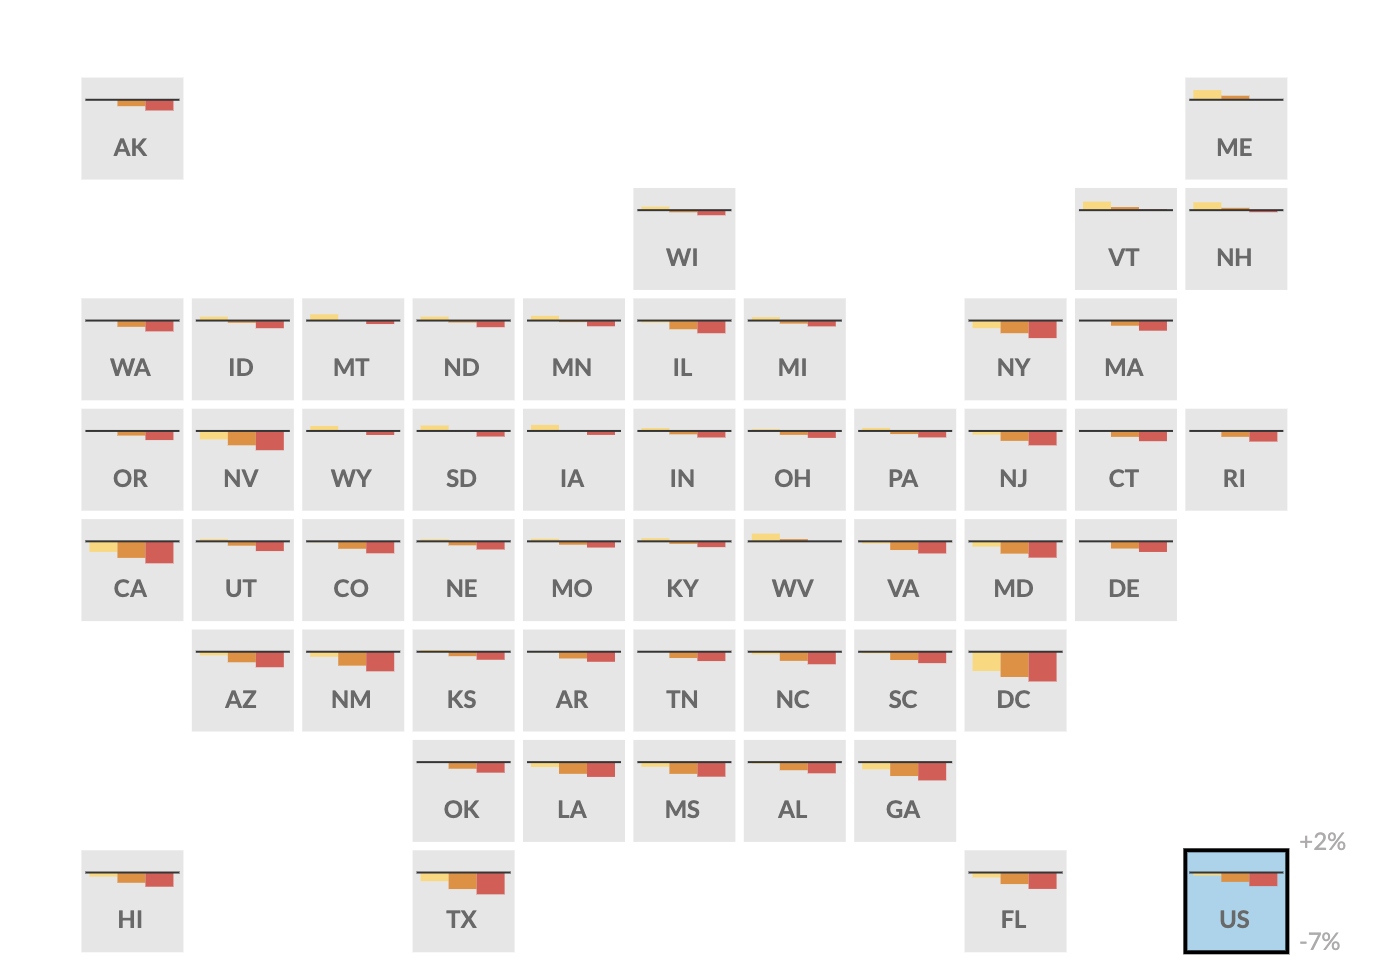 AK ME
WI VT NH
WA ID MT ND MN IL MI NY MA
OR NV WY SD IA IN OH PA NJ CT RI
CA UT CO NE MO KY WV VA MD DE
AZ NM KS AR TN NC SC DC
OK LA MS AL GA
+2%
HI TX FL US
-7%